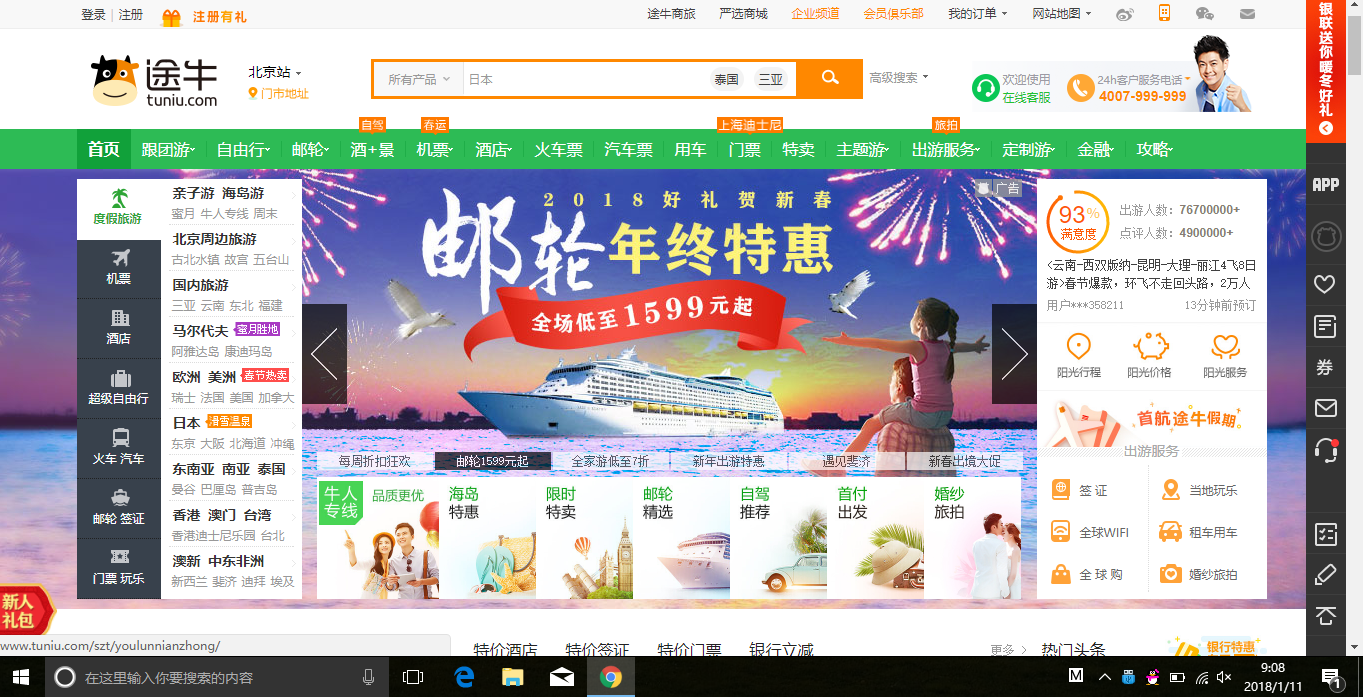 登录 | 注册 注册有礼
途牛商旅 严选商城 企业频道 会员俱乐部 我的订单 网站地图
途牛
tuniu.com
北京站
门市地址
所有产品 日本 泰国 三亚
高级搜索
欢迎使用
在线客服
24h客户服务电话
4007-999-999
银联送你暖冬好礼
自驾 春运 上海迪士尼 旅拍
首页 跟团游 自由行 邮轮 酒+景 机票 酒店 火车票 汽车票 用车 门票 特卖 主题游 出游服务 定制游 金融 攻略
度假旅游
机票
酒店
超级自由行
火车 汽车
邮轮 签证
门票 玩乐
亲子游 海岛游
蜜月 牛人专线 周末
北京周边旅游
古北水镇 故宫 五台山
国内旅游
三亚 云南 东北 福建
马尔代夫 蜜月胜地
阿雅达岛 康迪玛岛
欧洲 美洲 春节热卖
瑞士 法国 美国 加拿大
日本 滑雪温泉
东京 大阪 北海道 冲绳
东南亚 南亚 泰国
曼谷 巴厘岛 普吉岛
香港 澳门 台湾
香港迪士尼乐园 台北
澳新 中东非洲
新西兰 斐济 迪拜 埃及
2018好礼贺新春
广告
邮轮年终特惠
全场低至1599元起
每周折扣狂欢 邮轮1599元起 全家游低至7折 新年出游特惠 遇见斐济 新春出境大促
牛人
专线
品质更优
海岛
特惠
限时
特卖
邮轮
精选
自驾
推荐
首付
出发
婚纱
旅拍
93%
满意度
出游人数：76700000+
点评人数：4900000+
<云南-西双版纳-昆明-大理-丽江4飞8日
游>春节爆款，环飞不走回头路，2万人
用户***358211 13分钟前预订
阳光行程 阳光价格 阳光服务
首航途牛假期
出游服务
签 证 当地玩乐
全球WIFI 租车用车
全 球 购 婚纱旅拍
APP
券
新人
礼包
www.tuniu.com/szt/youlunnianzhong/
特价酒店 特价签证 特价门票 银行立减 更多 热门头条 银行特惠
在这里输入你要搜索的内容
M
9:08
2018/1/11
1